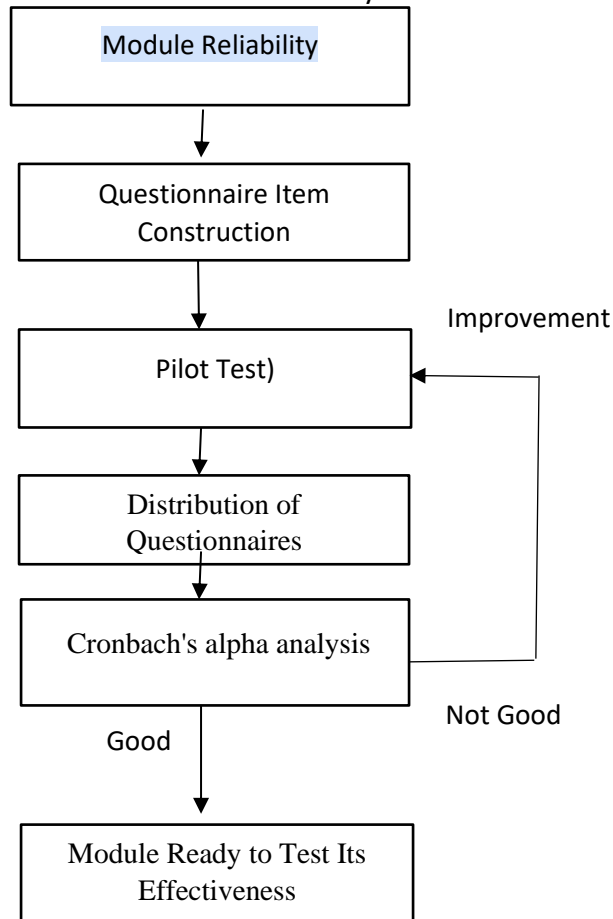 Module Reliability
Questionnaire Item
Construction
Improvement
Pilot Test)
Distribution of
Questionnaires
Cronbach's alpha analysis
Not Good
Good
Module Ready to Test Its
Effectiveness